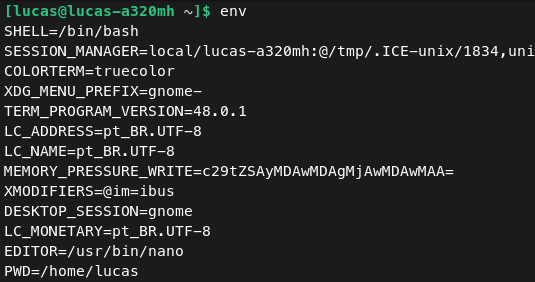 [lucas@lucas-a320mh ~]$ env
SHELL=/bin/bash
SESSION_MANAGER=local/lucas-a320mh:@/tmp/.ICE-unix/1834,uni
COLORTERM=truecolor
XDG_MENU_PREFIX=gnome-
TERM_PROGRAM_VERSION=48.0.1
LC_ADDRESS=pt_BR.UTF-8
LC_NAME=pt_BR.UTF-8
MEMORY_PRESSURE_WRITE=c29tZSAyMDAwMDAgMjAwMDAwMAA=
XMODIFIERS=@im=ibus
DESKTOP_SESSION=gnome
LC_MONETARY=pt_BR.UTF-8
EDITOR=/usr/bin/nano
PWD=/home/lucas